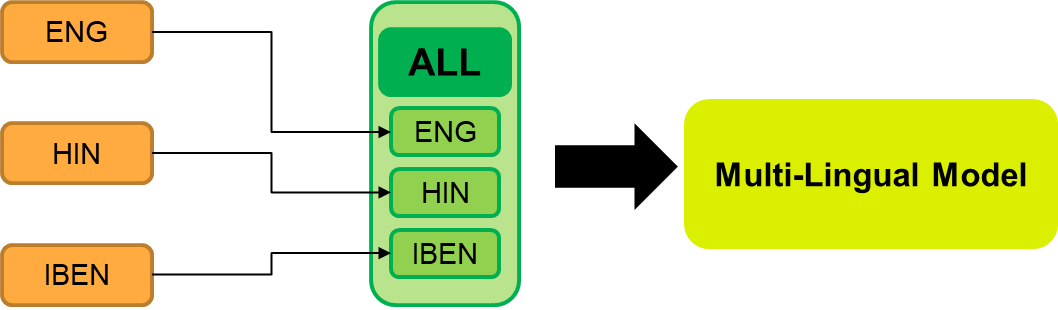 ENG
HIN
IBEN
ALL
ENG
HIN
IBEN
Multi-Lingual Model